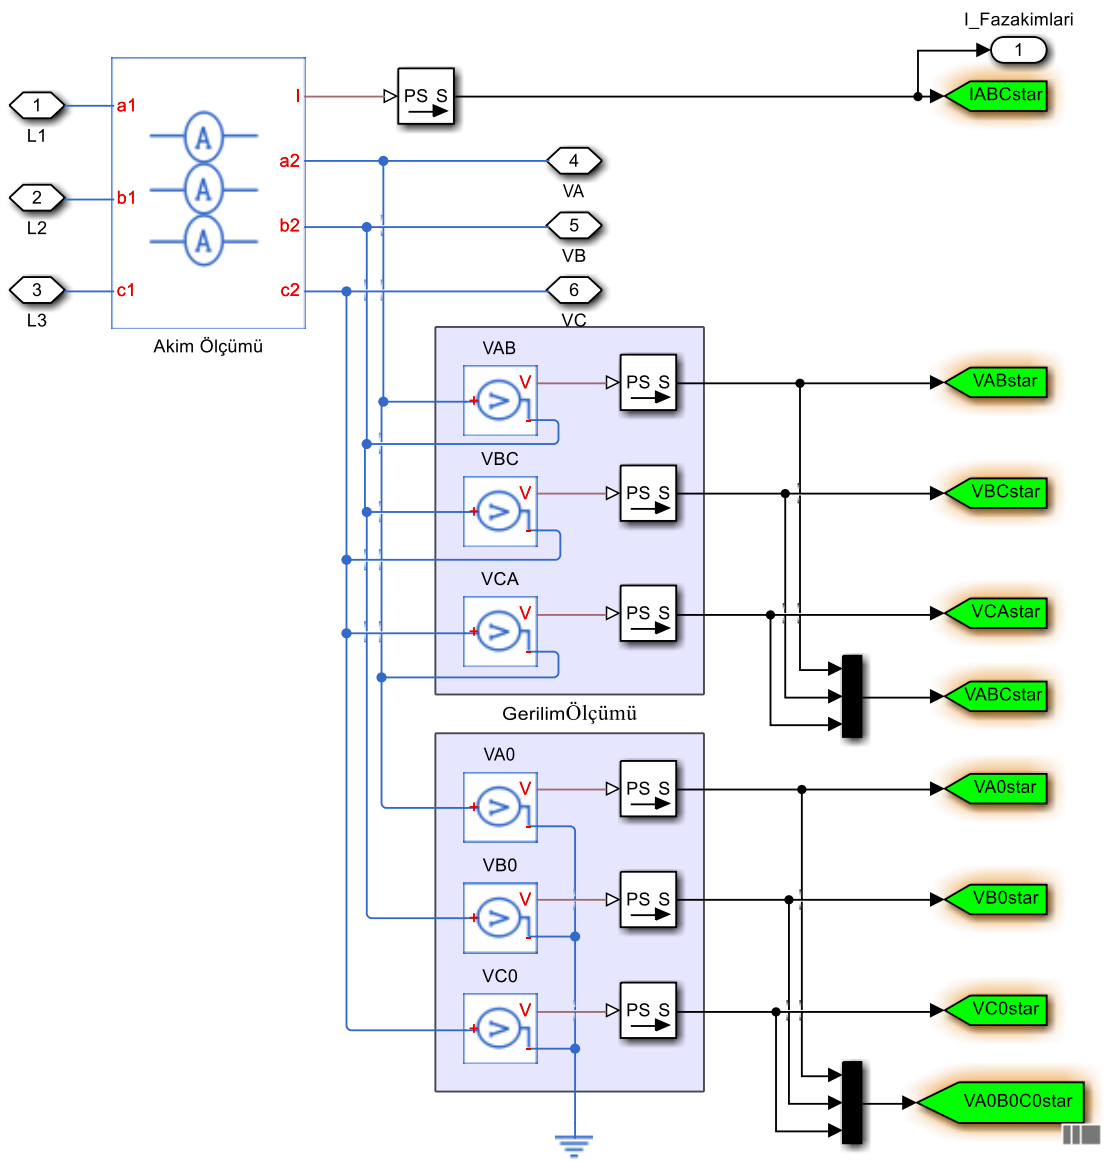 I_Fazakimlari
1
IABCstar
PS S
I
1
a1
L1
a2
4
VA
2
b1
L2
b2
5
VB
3
c1
L3
c2
6
VC
A
A
A
Akim Ölçümü
VAB
V
V
+
-
PS S
VABstar
VBC
V
V
+
-
PS S
VBCstar
VCA
V
V
+
-
PS S
VCAstar
VABCstar
GerilimÖlçümü
VA0
V
V
+
-
PS S
VA0star
VB0
V
V
+
-
PS S
VB0star
VC0
V
V
+
-
PS S
VC0star
VA0B0C0star